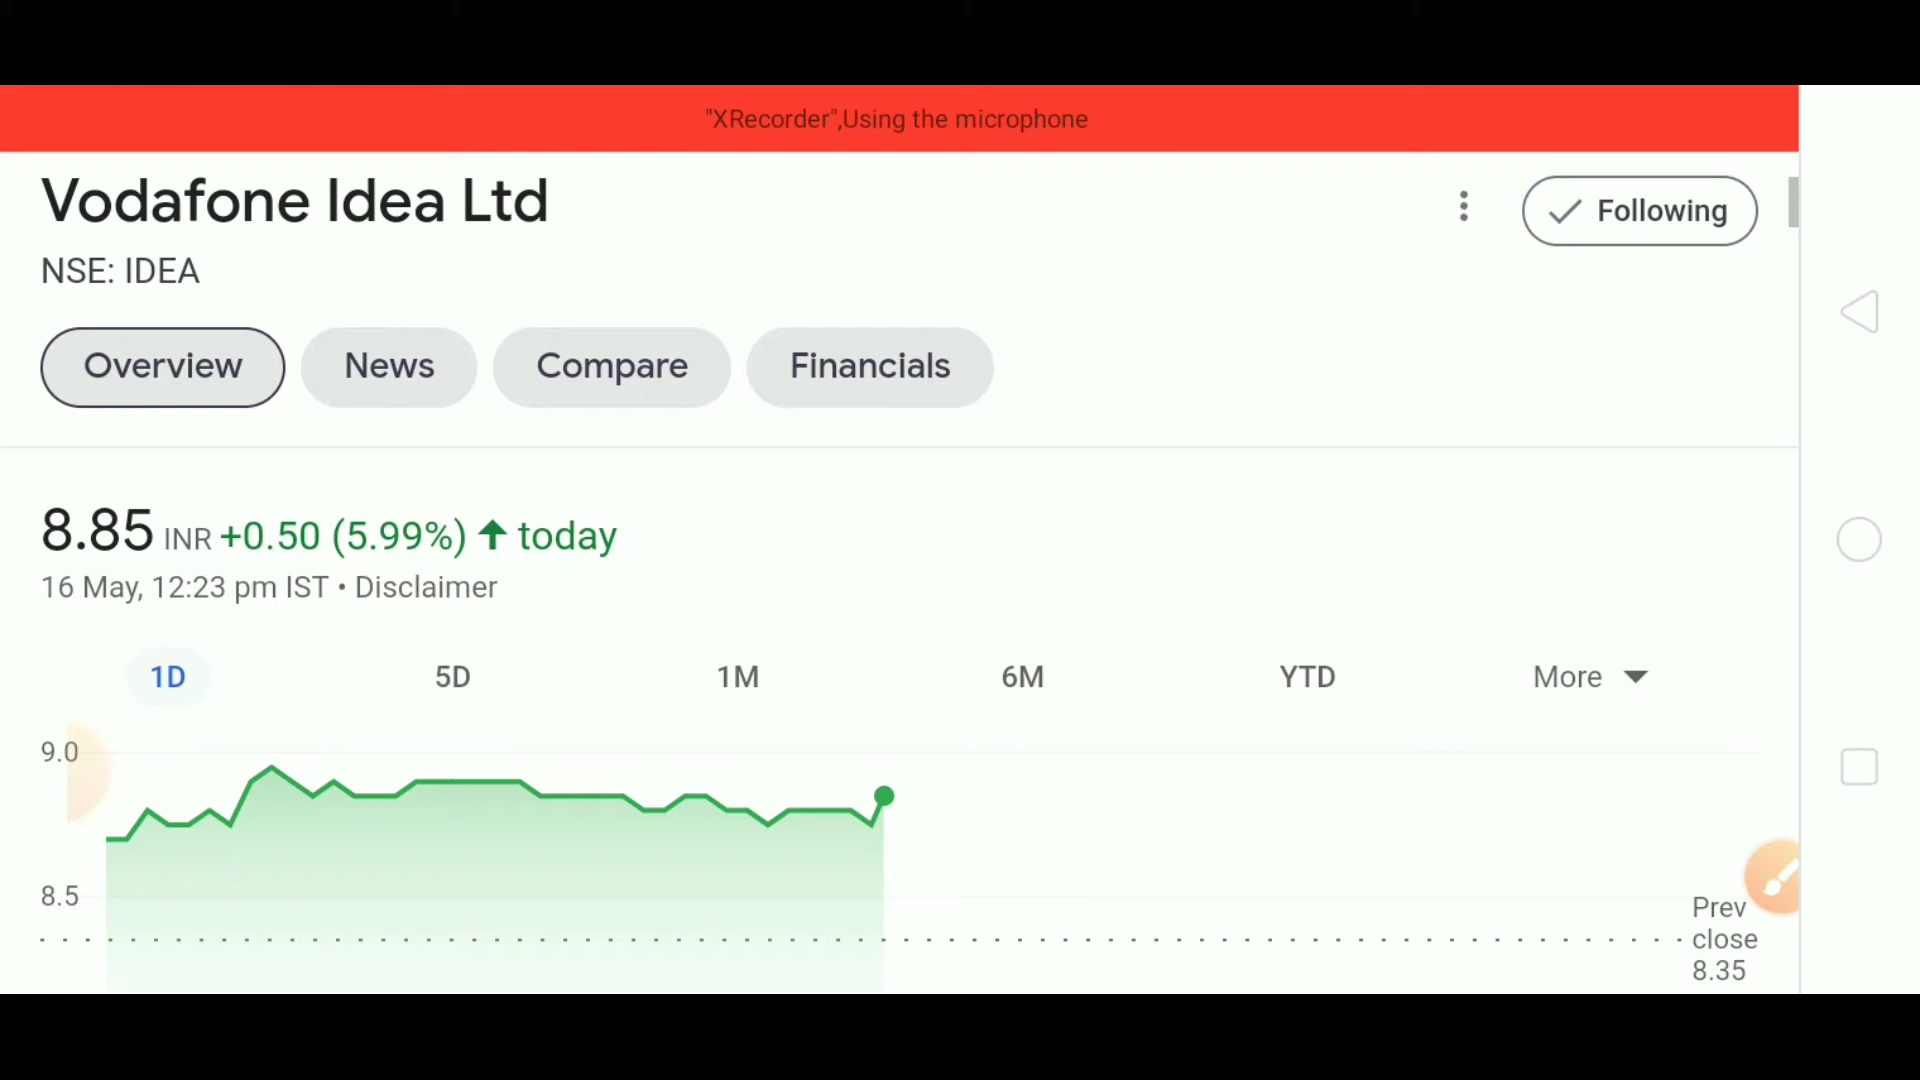 "XRecorder",Using the microphone
Vodafone Idea Ltd
Following
NSE: IDEA
Overview
News
Compare
Financials
8.85 INR +0.50 (5.99%) ↑ today
16 May, 12:23 pm IST • Disclaimer
1D
5D
1M
6M
YTD
More
9.0
8.5
Prev
close
8.35